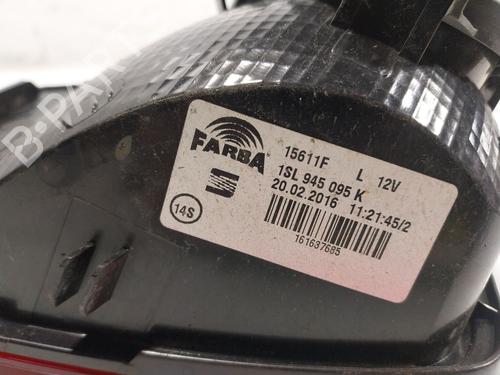 B-PARTS
FARBA
15611F L 12V
1SL 945 095 K
20.02.2016 11:21:45/2
14S
161637685